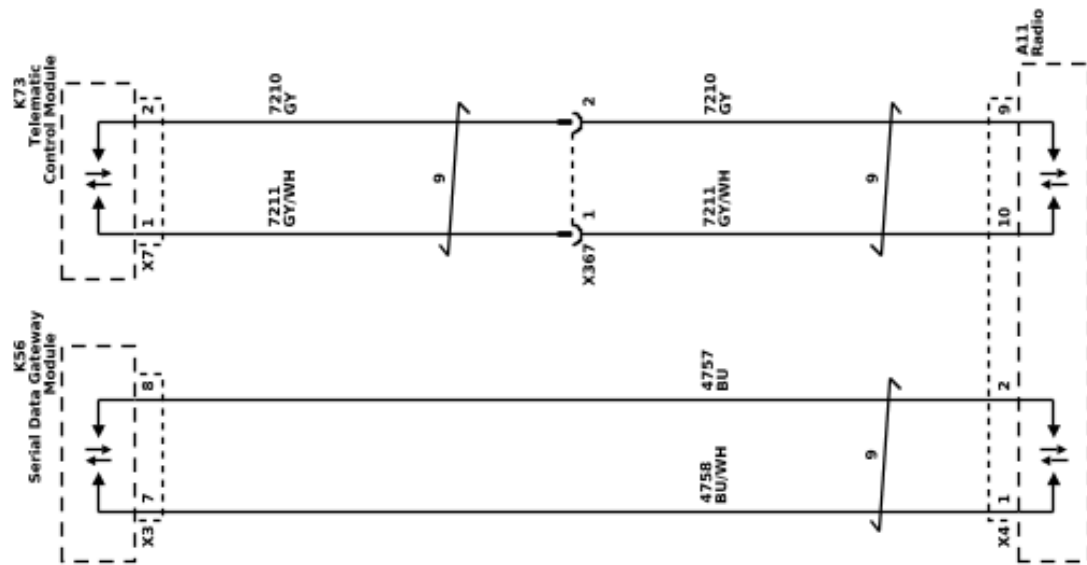 K73
Telematic
Control Module
2
1
X7
7210
GY
7211
GY/WH
9
2
1
X367
7210
GY
7211
GY/WH
9
9
10
A11
Radio
K56
Serial Data Gateway
Module
8
7
X3
4757
BU
4758
BU/WH
9
2
1
X4